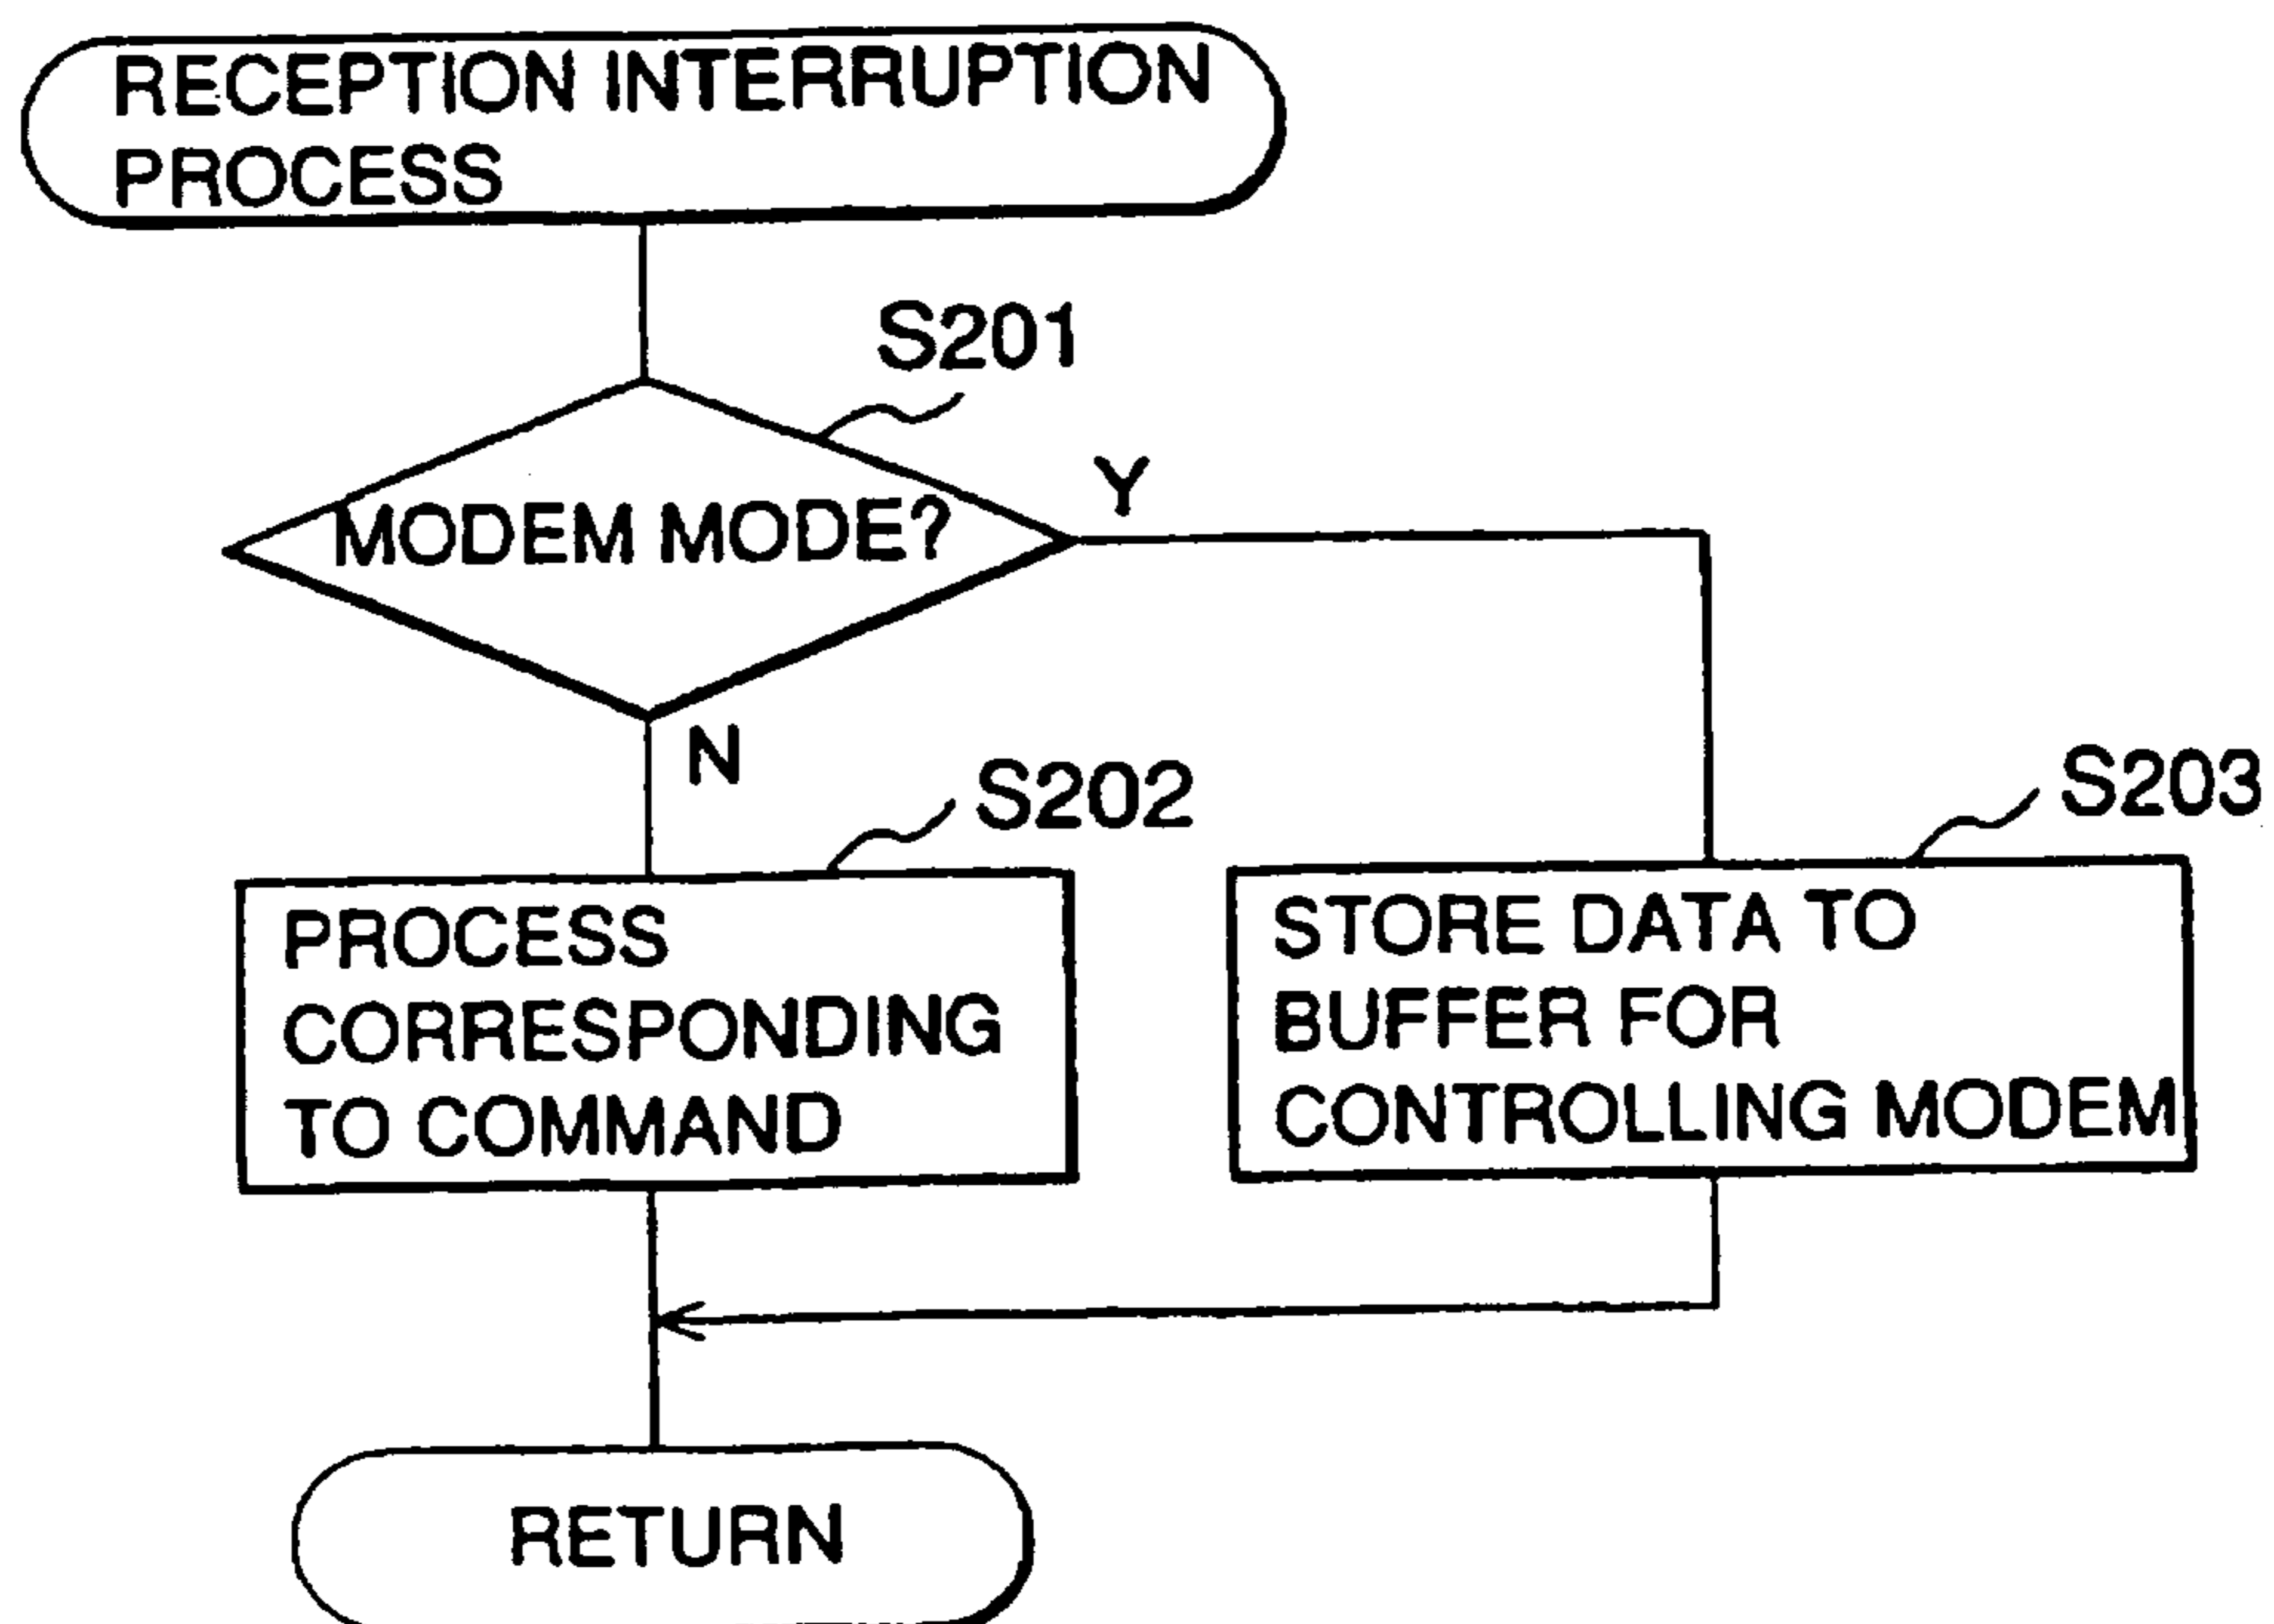 RECEPTION INTERRUPTION
PROCESS
S201
MODEM MODE?
Y
N
S202
S203
PROCESS
CORRESPONDING
TO COMMAND
STORE DATA TO
BUFFER FOR
CONTROLLING MODEM
RETURN